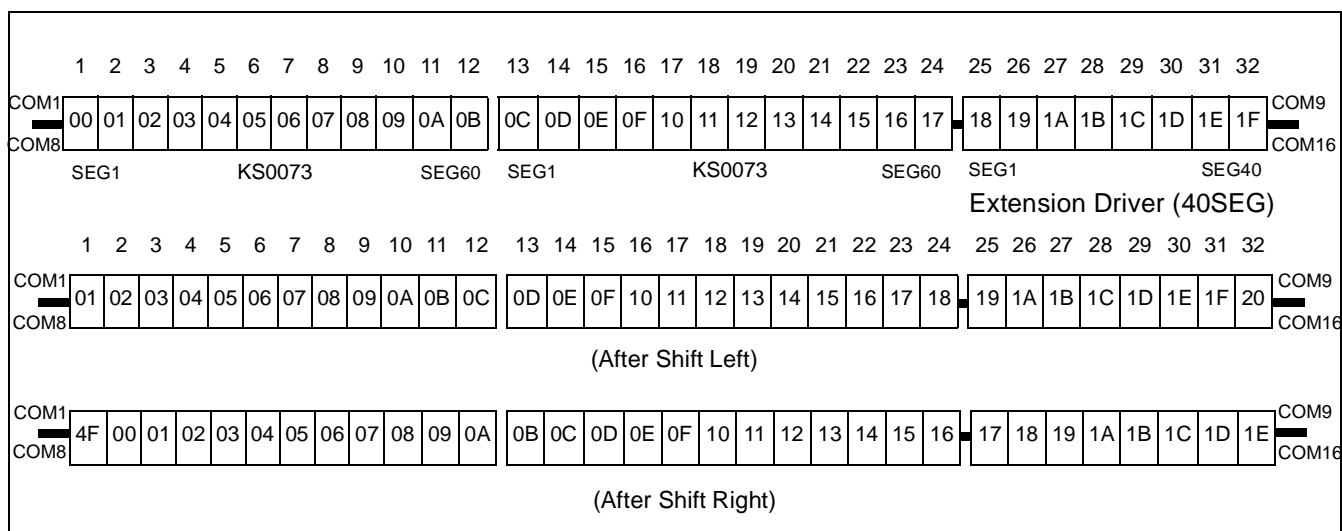 1 2 3 4 5 6 7 8 9 10 11 12 13 14 15 16 17 18 19 20 21 22 23 24 25 26 27 28 29 30 31 32
COM1 COM9
00 01 02 03 04 05 06 07 08 09 0A 0B 0C 0D 0E 0F 10 11 12 13 14 15 16 17 18 19 1A 1B 1C 1D 1E 1F
COM8 COM16
SEG1 KS0073 SEG60 SEG1 KS0073 SEG60 SEG1 SEG40
Extension Driver (40SEG)
1 2 3 4 5 6 7 8 9 10 11 12 13 14 15 16 17 18 19 20 21 22 23 24 25 26 27 28 29 30 31 32
COM1 COM9
01 02 03 04 05 06 07 08 09 0A 0B 0C 0D 0E 0F 10 11 12 13 14 15 16 17 18 19 1A 1B 1C 1D 1E 1F 20
COM8 COM16
(After Shift Left)
COM1 COM9
4F 00 01 02 03 04 05 06 07 08 09 0A 0B 0C 0D 0E 0F 10 11 12 13 14 15 16 17 18 19 1A 1B 1C 1D 1E
COM8 COM16
(After Shift Right)